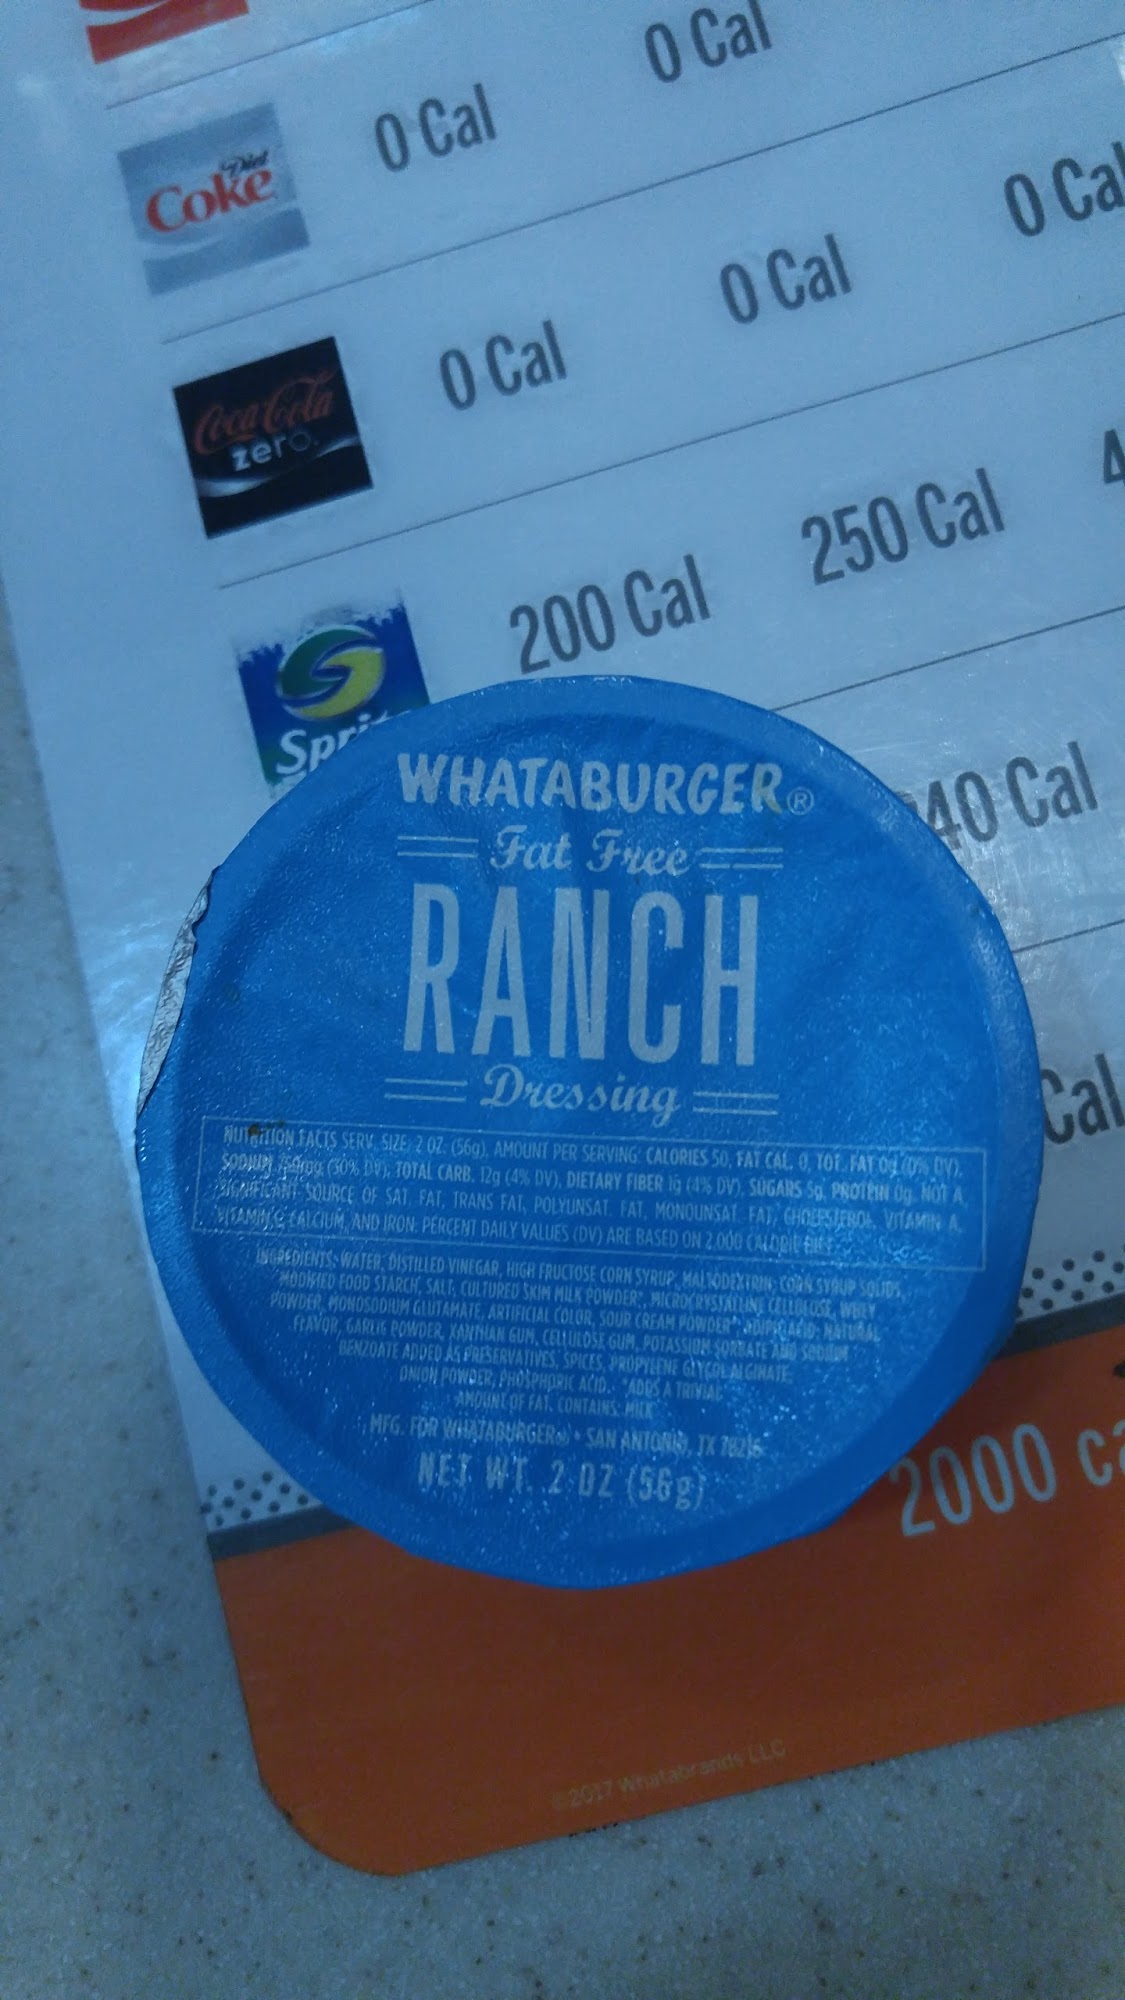 0 Cal
Diet
Coke
0 Cal
0 Cal
Coca-Cola
zero.
0 Cal
0 Cal
250 Cal
4
200 Cal
Sprit
40 Cal
WHATABURGER®
Fat Free
RANCH
Dressing
Cal
NUTRITION FACTS SERV. SIZE: 2 OZ. (56g), AMOUNT PER SERVING: CALORIES 50, FAT CAL. 0, TOT. FAT 0g (0% DV),
SODIUM 750mg (30% DV), TOTAL CARB. 12g (4% DV), DIETARY FIBER 1g (4% DV), SUGARS 5g, PROTEIN 0g. NOT A
SIGNIFICANT SOURCE OF SAT. FAT, TRANS FAT, POLYUNSAT. FAT, MONOUNSAT. FAT, CHOLESTEROL, VITAMIN A,
VITAMIN C, CALCIUM, AND IRON. PERCENT DAILY VALUES (DV) ARE BASED ON 2,000 CALORIE DIET.
INGREDIENTS: WATER, DISTILLED VINEGAR, HIGH FRUCTOSE CORN SYRUP, MALTODEXTRIN, CORN SYRUP SOLIDS,
MODIFIED FOOD STARCH, SALT, CULTURED SKIM MILK POWDER*, MICROCRYSTALLINE CELLULOSE, WHEY
POWDER, MONOSODIUM GLUTAMATE, ARTIFICIAL COLOR, SOUR CREAM POWDER*, ADIPIC ACID, NATURAL
FLAVOR, GARLIC POWDER, XANTHAN GUM, CELLULOSE GUM, POTASSIUM SORBATE AND SODIUM
BENZOATE ADDED AS PRESERVATIVES, SPICES, PROPYLENE GLYCOL ALGINATE,
ONION POWDER, PHOSPHORIC ACID. *ADDS A TRIVIAL
AMOUNT OF FAT. CONTAINS: MILK
MFG. FOR WHATABURGER® • SAN ANTONIO, TX 78216
NET WT. 2 OZ (56g)
2000 ca
©2017 Whatabrands LLC